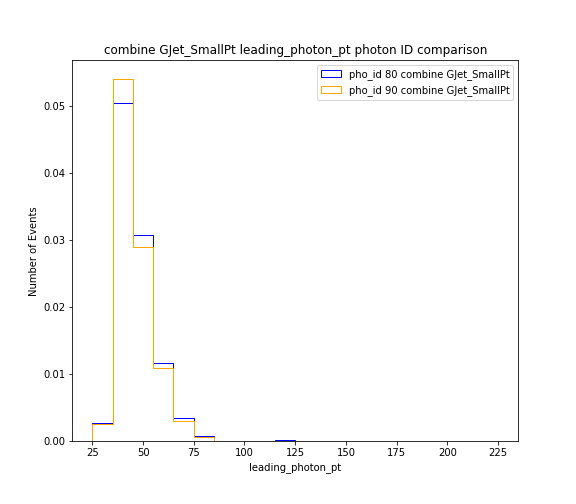 combine GJet_SmallPt leading_photon_pt photon ID comparison
pho_id 80 combine GJet_SmallPt
pho_id 90 combine GJet_SmallPt
Number of Events
0.05
0.04
0.03
0.02
0.01
0.00
25 50 75 100 125 150 175 200 225
leading_photon_pt